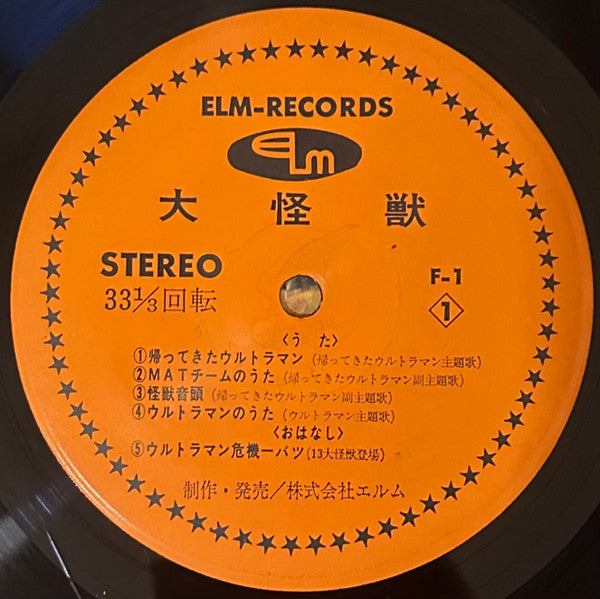 ELM-RECORDS
ELm
大怪獣
STEREO
33⅓回転
F-1
1
〈うた〉
①帰ってきたウルトラマン(帰ってきたウルトラマン主題歌)
②MATチームのうた(帰ってきたウルトラマン副主題歌)
③怪獣音頭(帰ってきたウルトラマン副主題歌)
④ウルトラマンのうた(ウルトラマン主題歌)
〈おはなし〉
⑤ウルトラマン危機一バツ(13大怪獣登場)
制作・発売/株式会社エルム